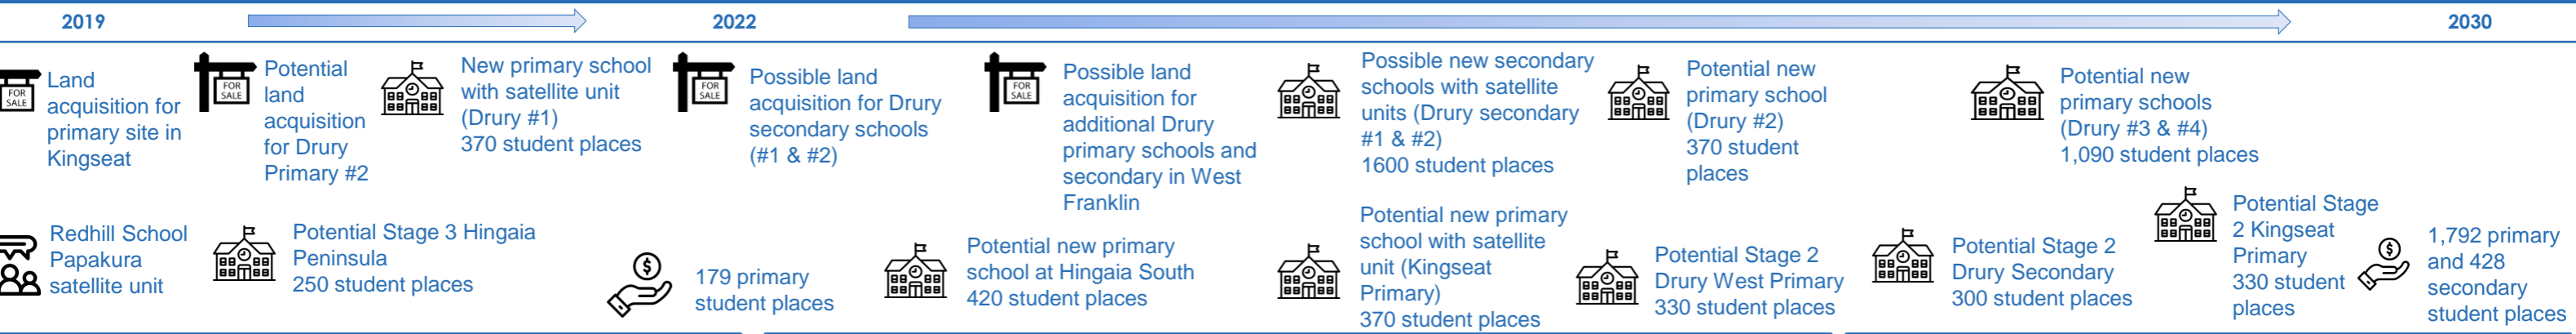 2019
2022
2030
FOR
SALE
Land
acquisition for
primary site in
Kingseat
FOR
SALE
Potential
land
acquisition
for Drury
Primary #2
New primary school
with satellite unit
(Drury #1)
370 student places
FOR
SALE
Possible land
acquisition for Drury
secondary schools
(#1 & #2)
FOR
SALE
Possible land
acquisition for
additional Drury
primary schools and
secondary in West
Franklin
Possible new secondary
schools with satellite
units (Drury secondary
#1 & #2)
1600 student places
Potential new
primary school
(Drury #2)
370 student
places
Potential new
primary schools
(Drury #3 & #4)
1,090 student places
Redhill School
Papakura
satellite unit
Potential Stage 3 Hingaia
Peninsula
250 student places
$
179 primary
student places
Potential new primary
school at Hingaia South
420 student places
Potential new primary
school with satellite
unit (Kingseat
Primary)
370 student places
Potential Stage 2
Drury West Primary
330 student places
Potential Stage 2
Drury Secondary
300 student places
Potential Stage
2 Kingseat
Primary
330 student
places
$
1,792 primary
and 428
secondary
student places